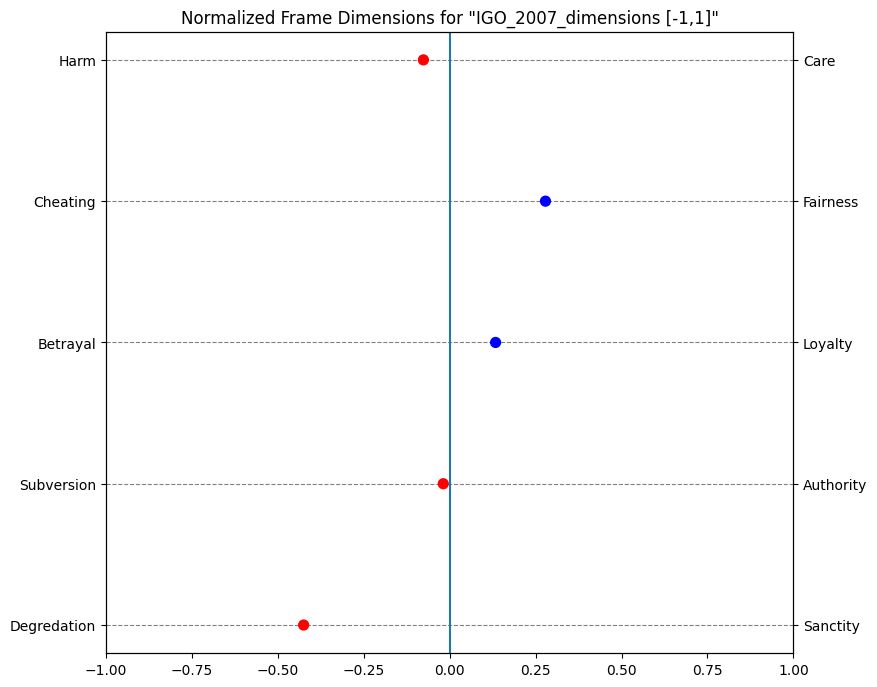 Normalized Frame Dimensions for "IGO_2007_dimensions [-1,1]"
Harm
Care
Cheating
Fairness
Betrayal
Loyalty
Subversion
Authority
Degredation
Sanctity
−1.00 −0.75 −0.50 −0.25 0.00 0.25 0.50 0.75 1.00